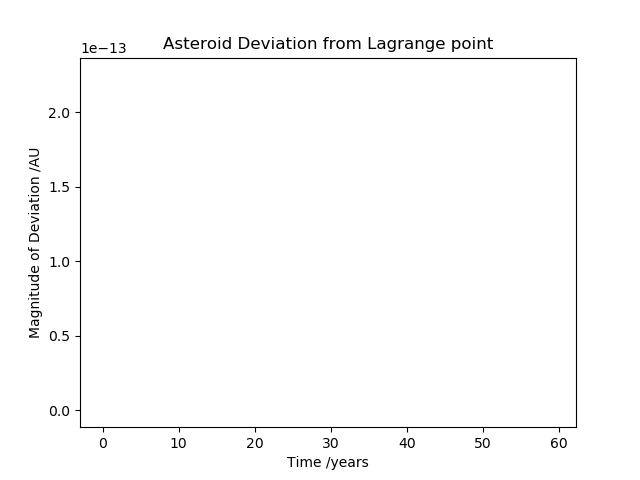 Asteroid Deviation from Lagrange point
1e−13
2.0
1.5
1.0
0.5
0.0
Magnitude of Deviation /AU
0 10 20 30 40 50 60
Time /years